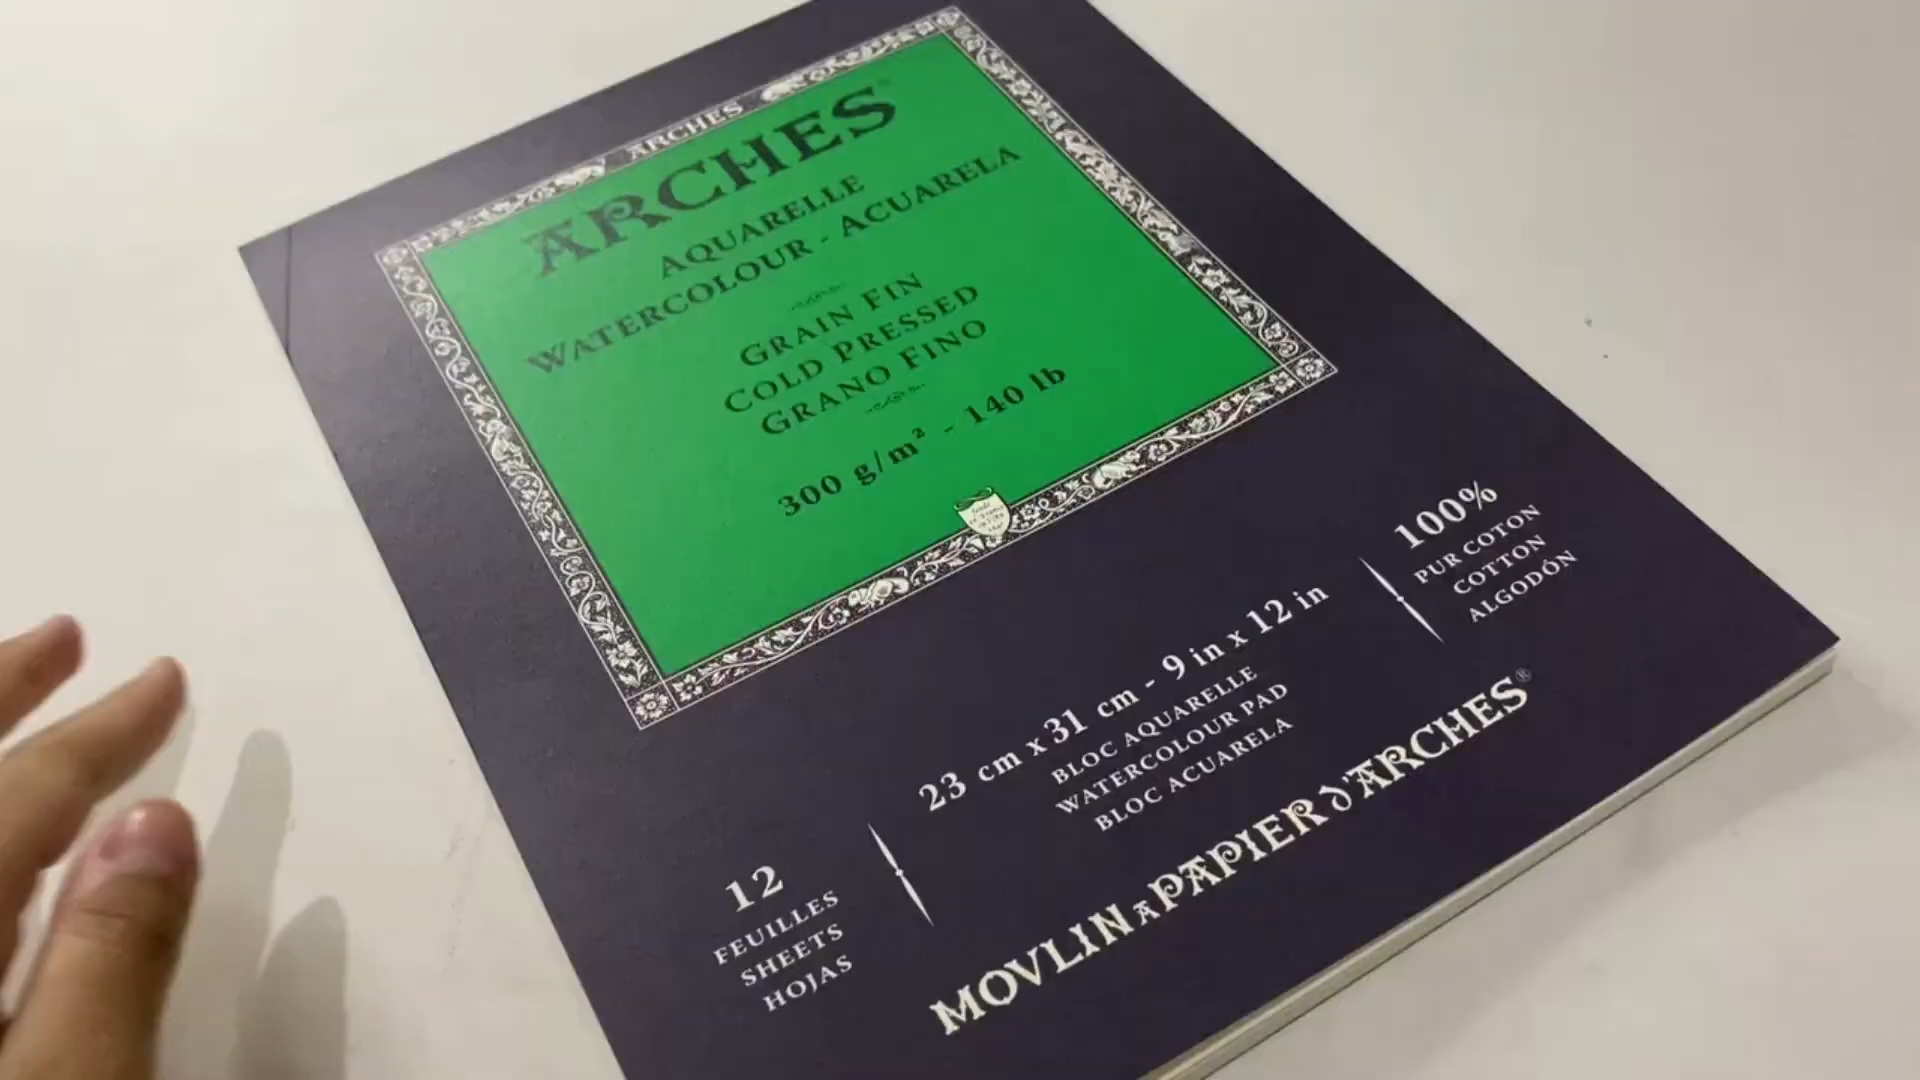 ARCHES
ARCHES
AQUARELLE
WATERCOLOUR - ACUARELA
GRAIN FIN
COLD PRESSED
GRANO FINO
300 g/m² - 140 lb
100%
PUR COTON
COTTON
ALGODÓN
23 cm x 31 cm - 9 in x 12 in
BLOC AQUARELLE
WATERCOLOUR PAD
BLOC ACUARELA
12
FEUILLES
SHEETS
HOJAS
MOVLIN A PAPIER d'ARCHES®